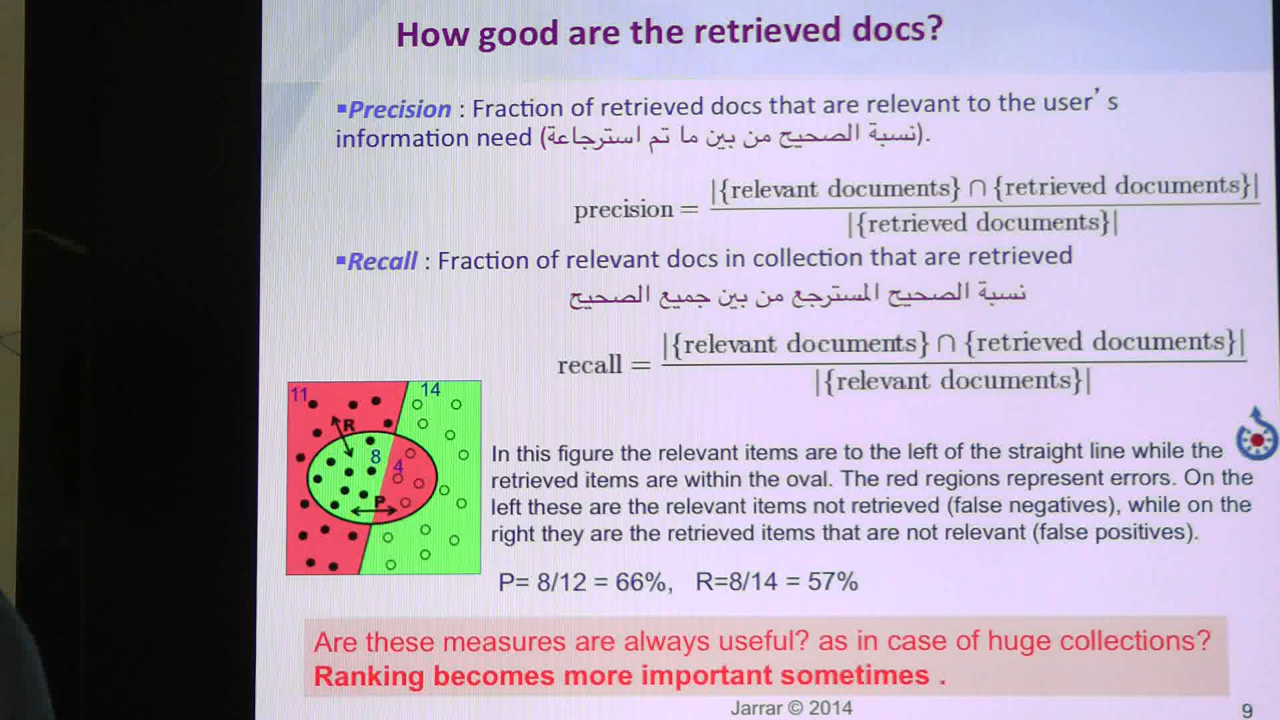 How good are the retrieved docs?
▪Precision : Fraction of retrieved docs that are relevant to the user's
information need (نسبة الصحيح من بين ما تم استرجاعة).
precision = |{relevant documents} ∩ {retrieved documents}| / |{retrieved documents}|
▪Recall : Fraction of relevant docs in collection that are retrieved
نسبة الصحيح المسترجع من بين جميع الصحيح
recall = |{relevant documents} ∩ {retrieved documents}| / |{relevant documents}|
11
14
R
8
4
P
In this figure the relevant items are to the left of the straight line while the
retrieved items are within the oval. The red regions represent errors. On the
left these are the relevant items not retrieved (false negatives), while on the
right they are the retrieved items that are not relevant (false positives).
P= 8/12 = 66%, R=8/14 = 57%
Are these measures are always useful? as in case of huge collections?
Ranking becomes more important sometimes .
Jarrar © 2014
9